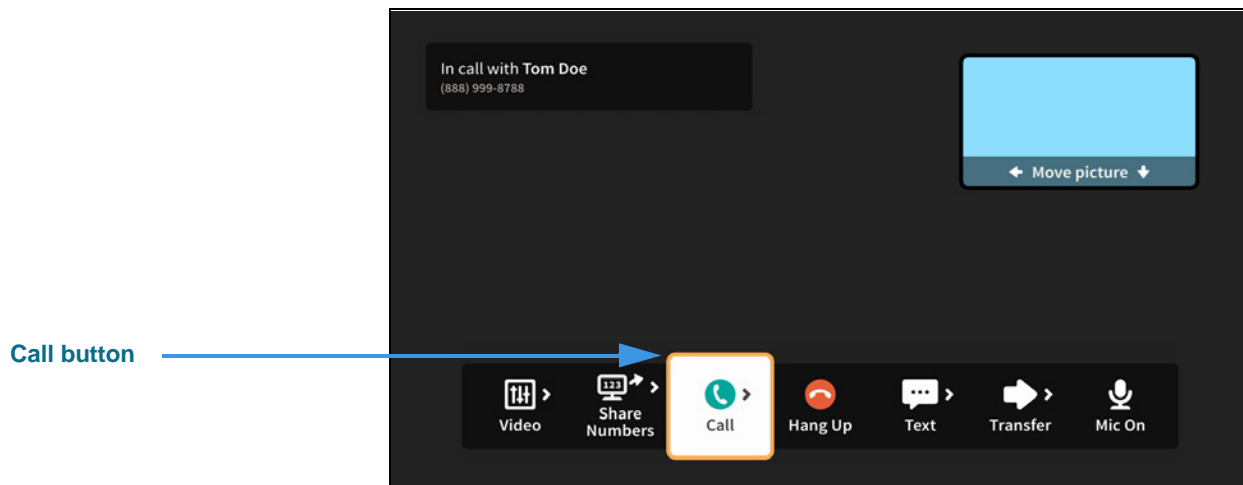 In call with Tom Doe
(888) 999-8788
Move picture
Call button
123
Video
Share
Numbers
Call
Hang Up
Text
Transfer
Mic On